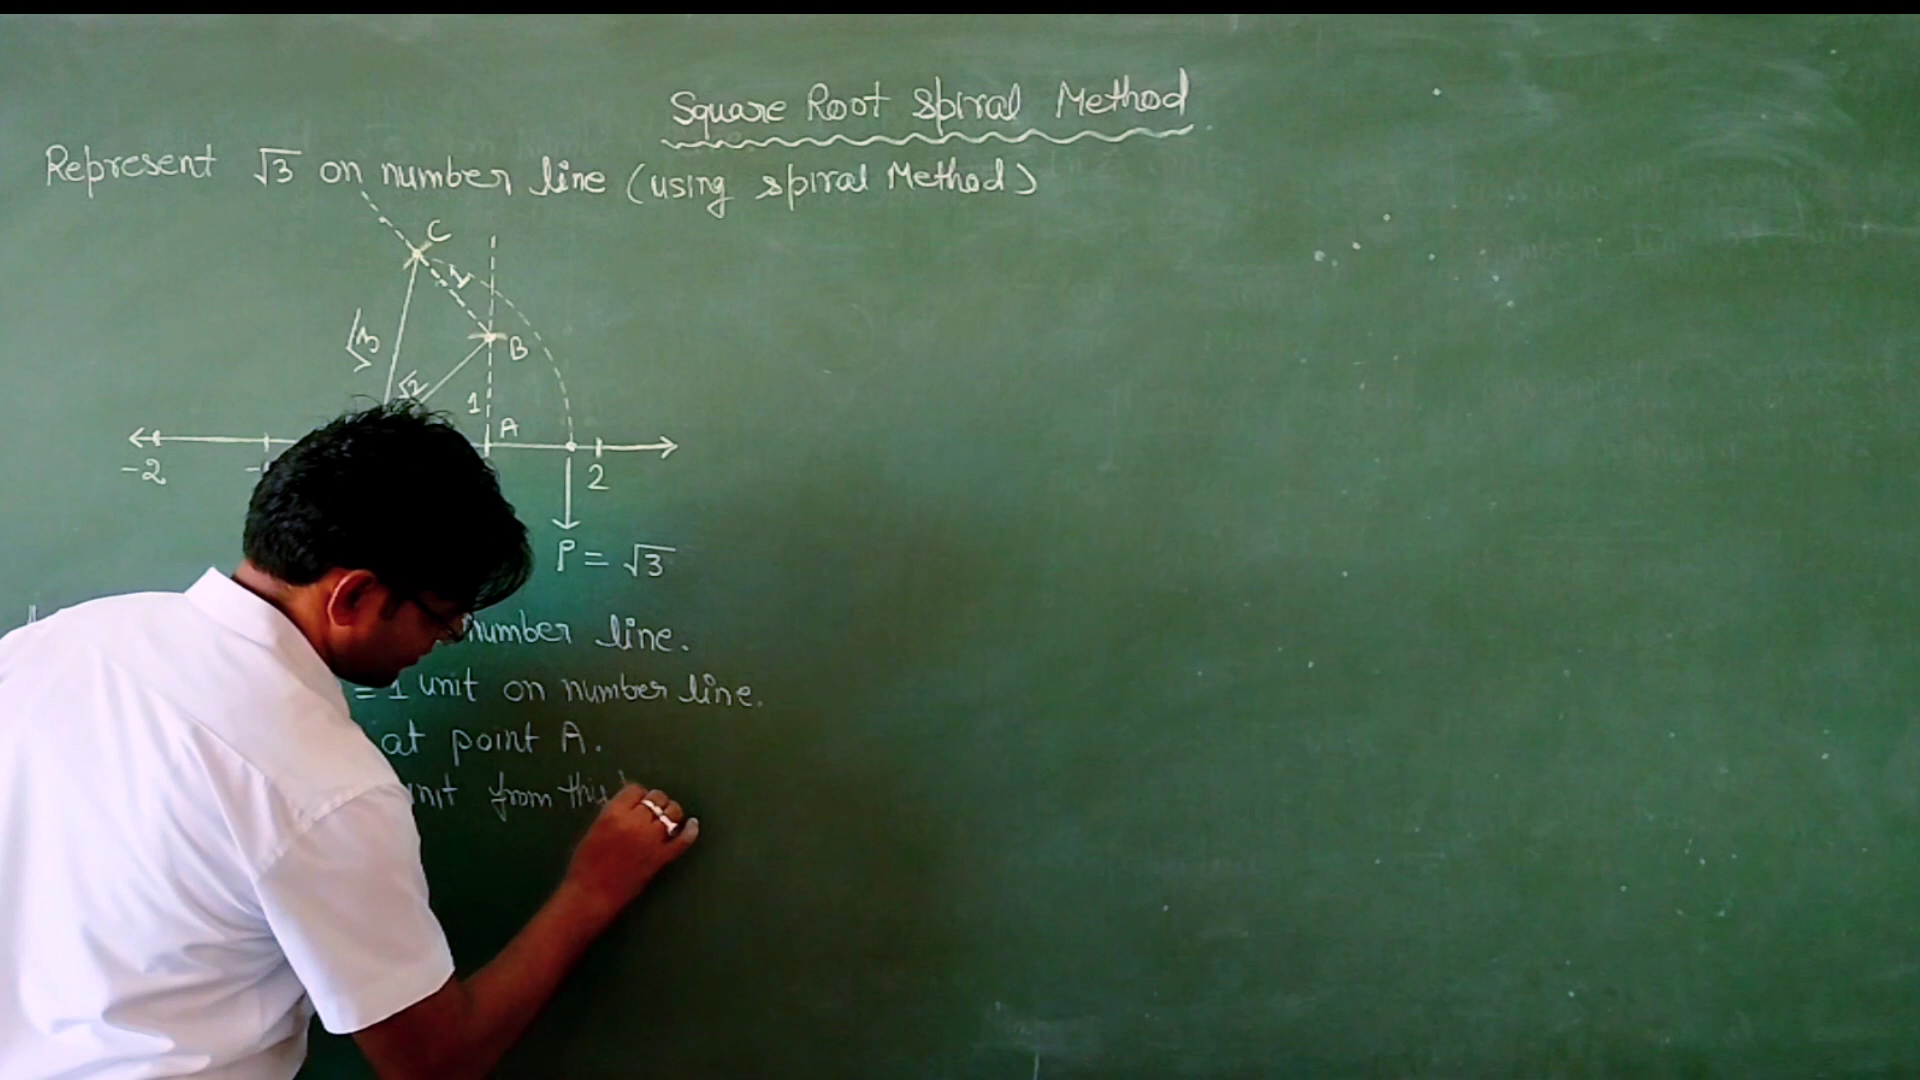 Square Root Spiral Method
Represent √3 on number line (using spiral Method)
C
1
B
√3
√2
1
A
-2
2
P = √3
number line.
= 1 unit on number line.
at point A.
unit from this